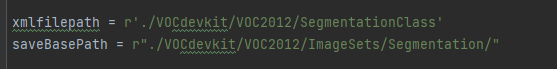 xmlfilepath = r'./VOCdevkit/VOC2012/SegmentationClass'
saveBasePath = r"./VOCdevkit/VOC2012/ImageSets/Segmentation/"